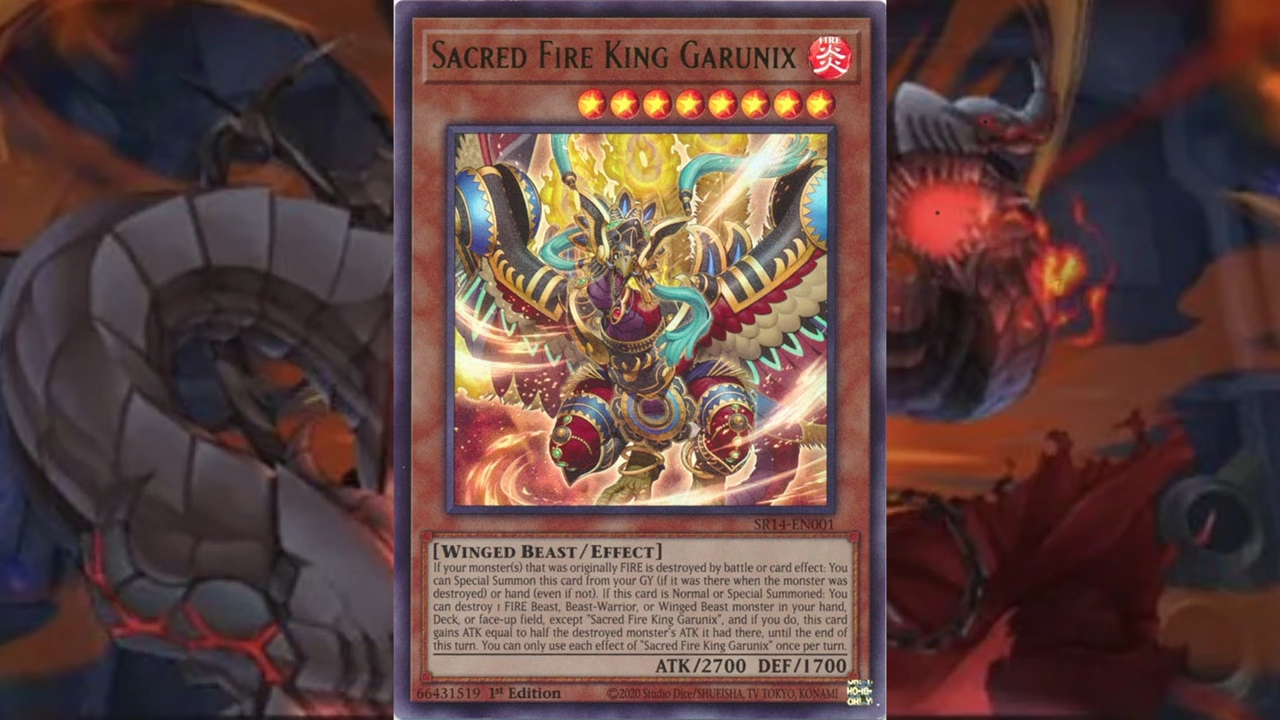 SACRED FIRE KING GARUNIX
FIRE
炎
SR14-EN001
[WINGED BEAST/EFFECT]
If your monster(s) that was originally FIRE is destroyed by battle or card effect: You
can Special Summon this card from your GY (if it was there when the monster was
destroyed) or hand (even if not). If this card is Normal or Special Summoned: You
can destroy 1 FIRE Beast, Beast-Warrior, or Winged Beast monster in your hand,
Deck, or face-up field, except "Sacred Fire King Garunix", and if you do, this card
gains ATK equal to half the destroyed monster's ATK it had there, until the end of
this turn. You can only use each effect of "Sacred Fire King Garunix" once per turn.
ATK/2700 DEF/1700
66431519 1st Edition ©2020 Studio Dice/SHUEISHA, TV TOKYO, KONAMI